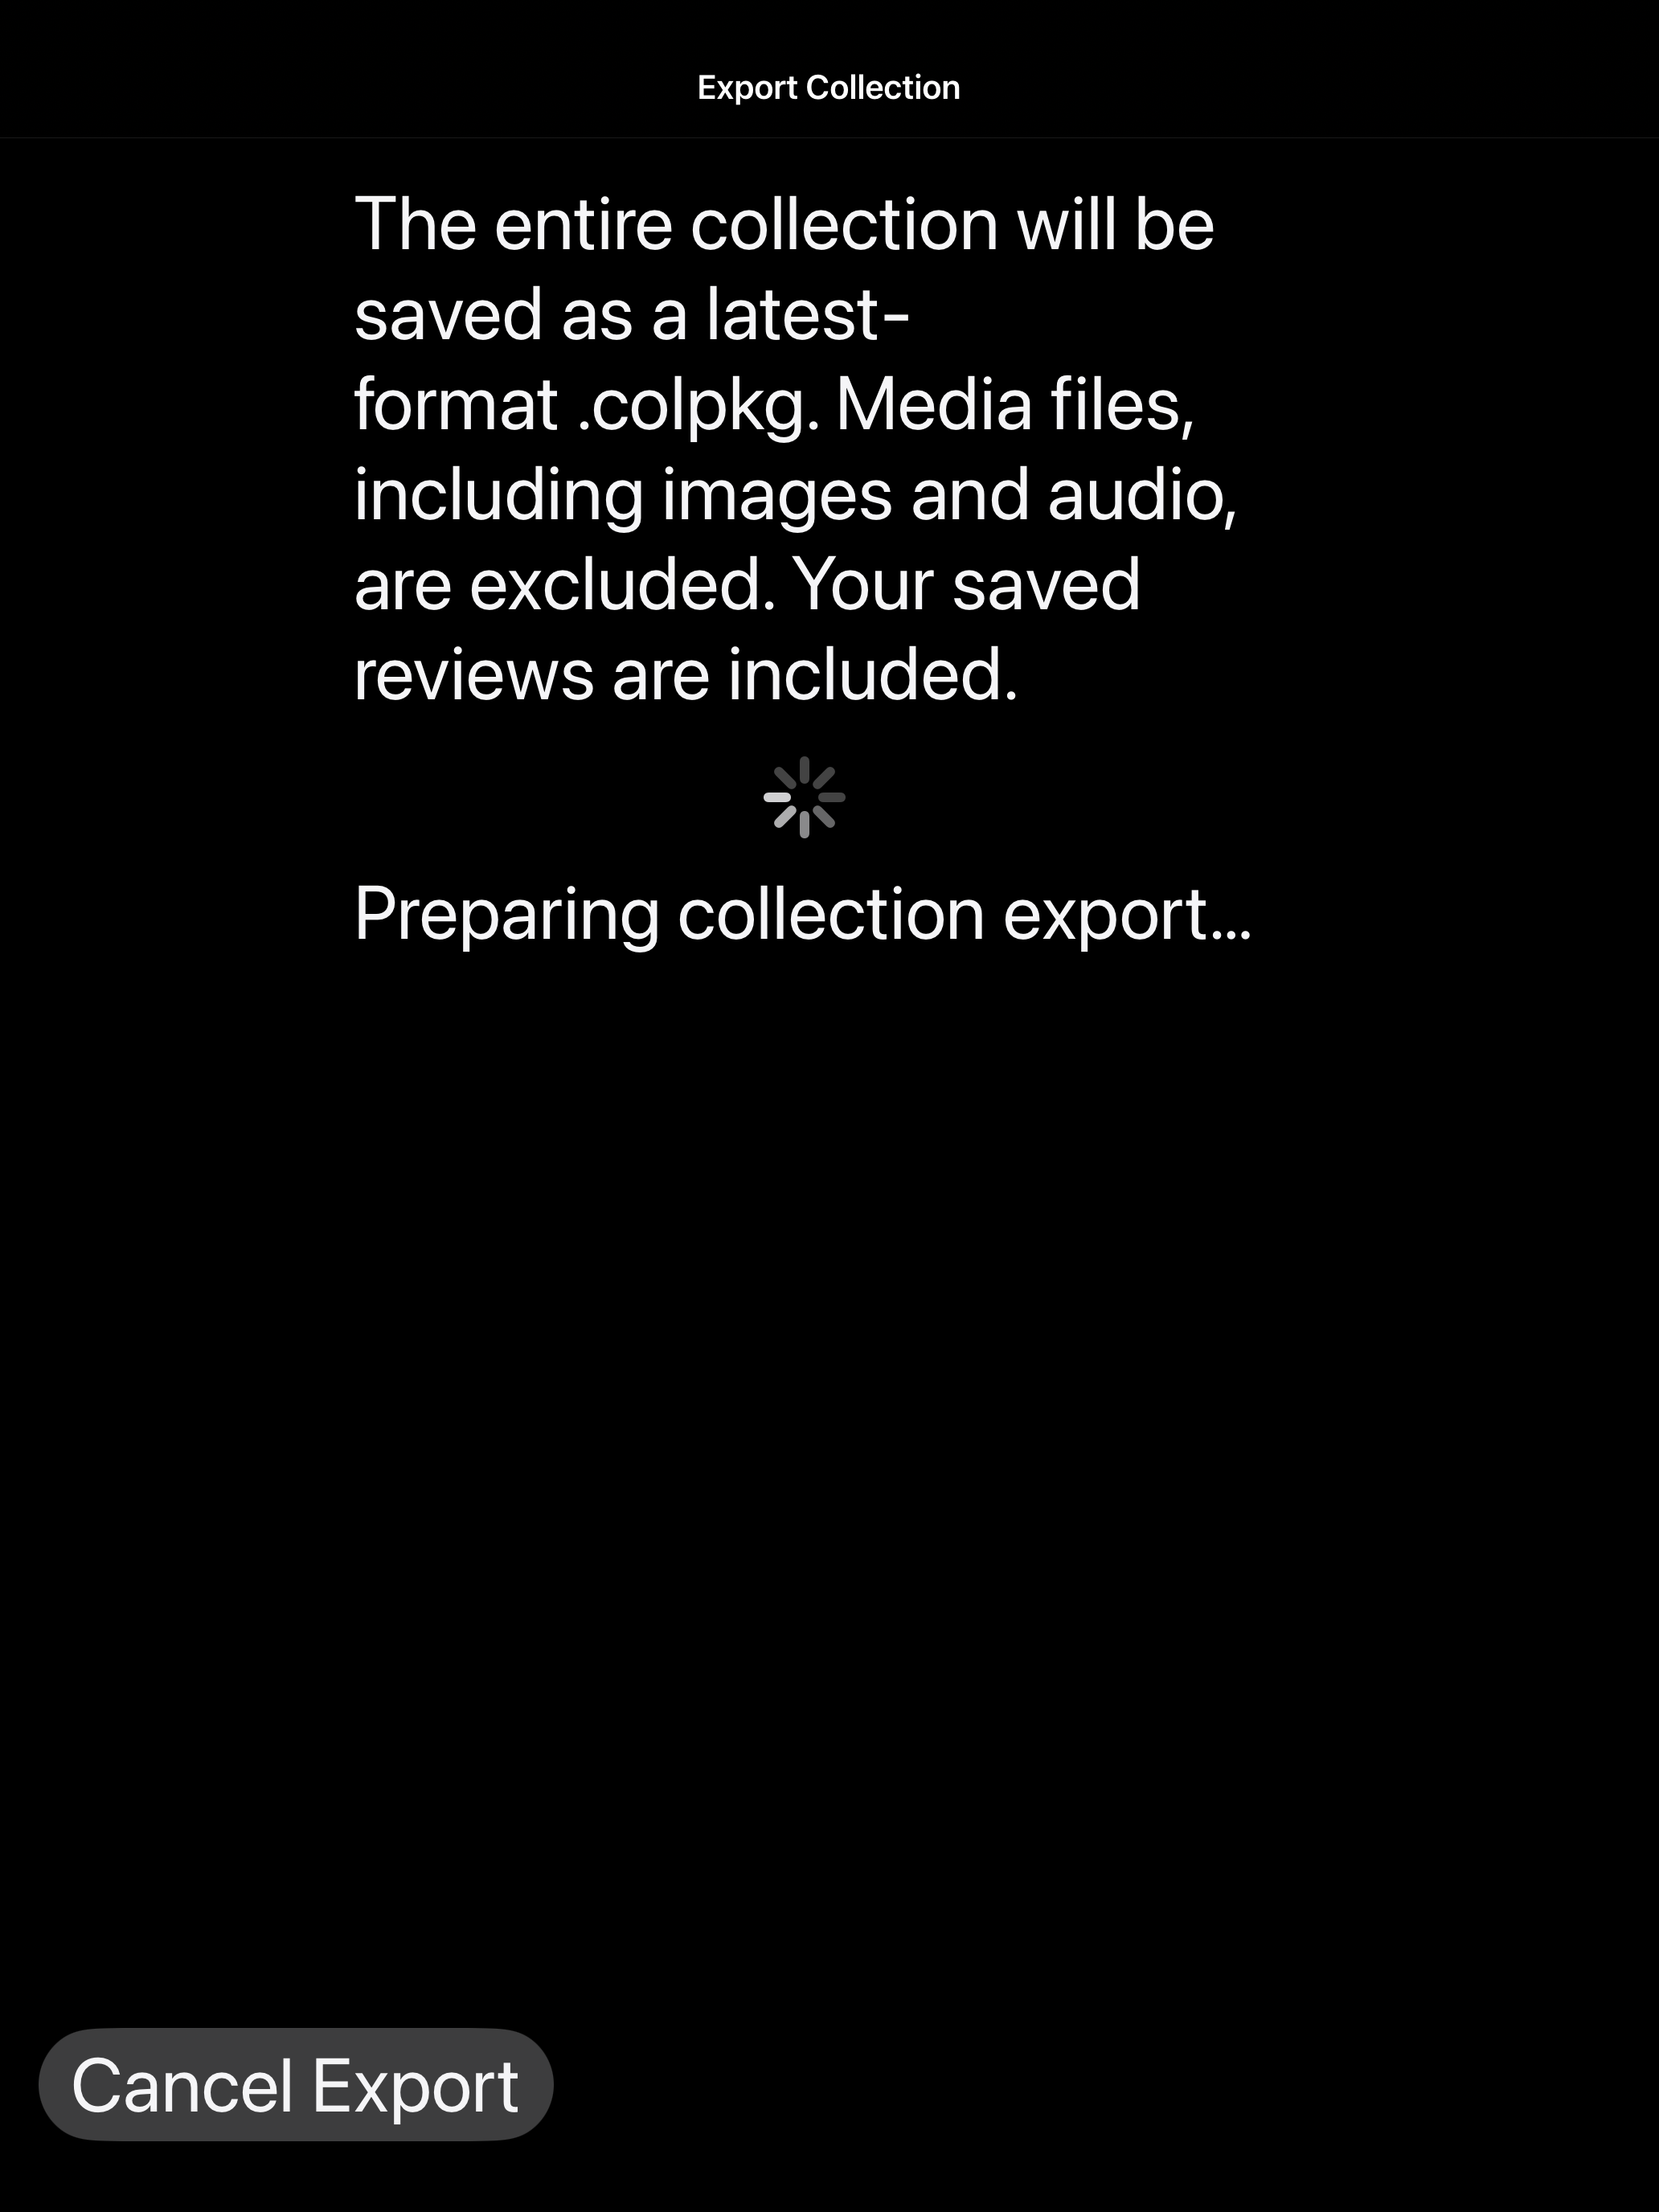 Export Collection
The entire collection will be
saved as a latest-
format .colpkg. Media files,
including images and audio,
are excluded. Your saved
reviews are included.
Preparing collection export…
Cancel Export